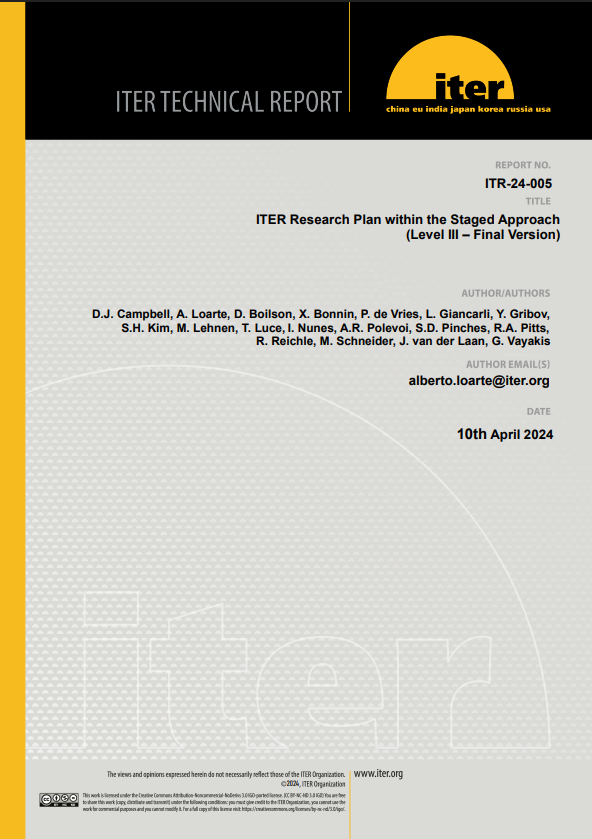 ITER TECHNICAL REPORT
iter
china eu india japan korea russia usa
REPORT NO.
ITR-24-005
TITLE
ITER Research Plan within the Staged Approach
(Level III – Final Version)
AUTHOR/AUTHORS
D.J. Campbell, A. Loarte, D. Boilson, X. Bonnin, P. de Vries, L. Giancarli, Y. Gribov,
S.H. Kim, M. Lehnen, T. Luce, I. Nunes, A.R. Polevoi, S.D. Pinches, R.A. Pitts,
R. Reichle, M. Schneider, J. van der Laan, G. Vayakis
AUTHOR EMAIL(S)
alberto.loarte@iter.org
DATE
10th April 2024
iter
The views and opinions expressed herein do not necessarily reflect those of the ITER Organization.
©2024, ITER Organization
www.iter.org
This work is licensed under the Creative Commons Attribution-Noncommercial-NoDerivs 3.0 IGO-ported license. (CC BY-NC-ND 3.0 IGO) You are free
to share this work (copy, distribute and transmit) under the following conditions: you must give credit to the ITER Organization, you cannot use the
work for commercial purposes and you cannot modify it. For a full copy of this license visit: https://creativecommons.org/licenses/by-nc-nd/3.0/igo/.